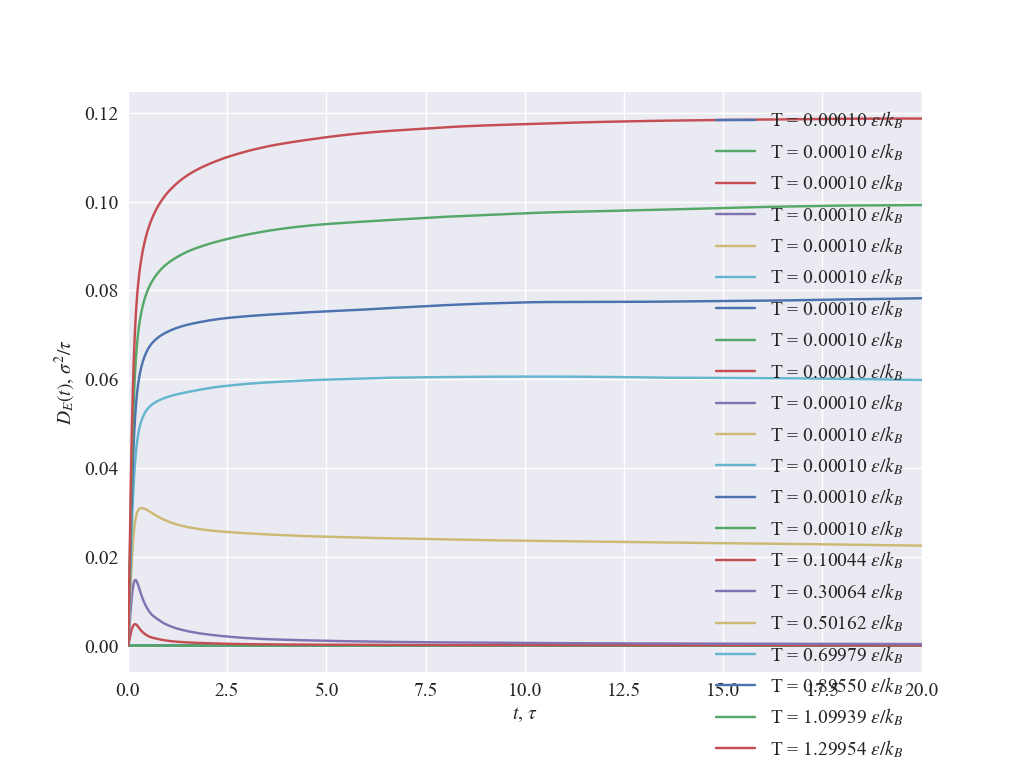 0.12
0.10
0.08
0.06
0.04
0.02
0.00
D_E(t), σ²/τ
T = 0.00010 ε/k_B
T = 0.00010 ε/k_B
T = 0.00010 ε/k_B
T = 0.00010 ε/k_B
T = 0.00010 ε/k_B
T = 0.00010 ε/k_B
T = 0.00010 ε/k_B
T = 0.00010 ε/k_B
T = 0.00010 ε/k_B
T = 0.00010 ε/k_B
T = 0.00010 ε/k_B
T = 0.00010 ε/k_B
T = 0.00010 ε/k_B
T = 0.00010 ε/k_B
T = 0.10044 ε/k_B
T = 0.30064 ε/k_B
T = 0.50162 ε/k_B
T = 0.69979 ε/k_B
T = 0.89550 ε/k_B
T = 1.09939 ε/k_B
T = 1.29954 ε/k_B
0.0 2.5 5.0 7.5 10.0 12.5 15.0 17.5 20.0
t, τ